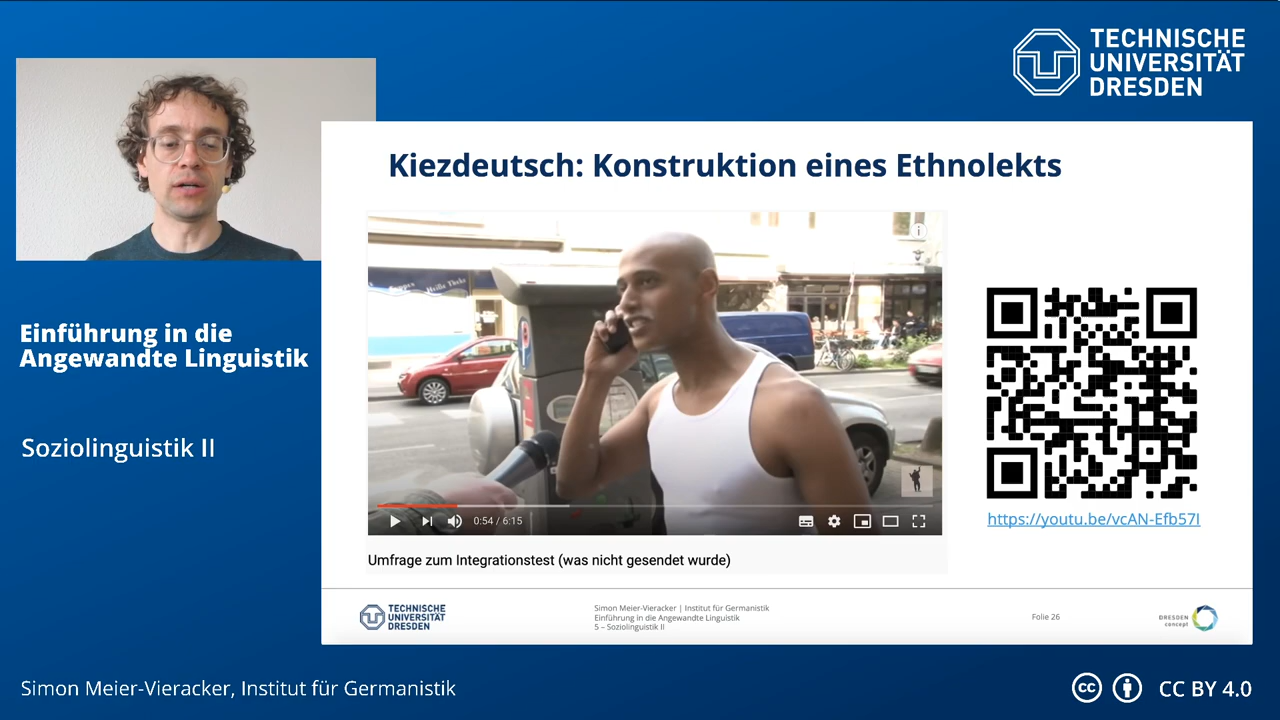 TECHNISCHE
UNIVERSITÄT
DRESDEN
Kiezdeutsch: Konstruktion eines Ethnolekts
Einführung in die
Angewandte Linguistik
Soziolinguistik II
Heiße Theke
0:54 / 6:15
https://youtu.be/vcAN-Efb57I
Umfrage zum Integrationstest (was nicht gesendet wurde)
TECHNISCHE
UNIVERSITÄT
DRESDEN
Simon Meier-Vieracker | Institut für Germanistik
Einführung in die Angewandte Linguistik
5 – Soziolinguistik II
Folie 26
DRESDEN
concept
Simon Meier-Vieracker, Institut für Germanistik
cc
CC BY 4.0